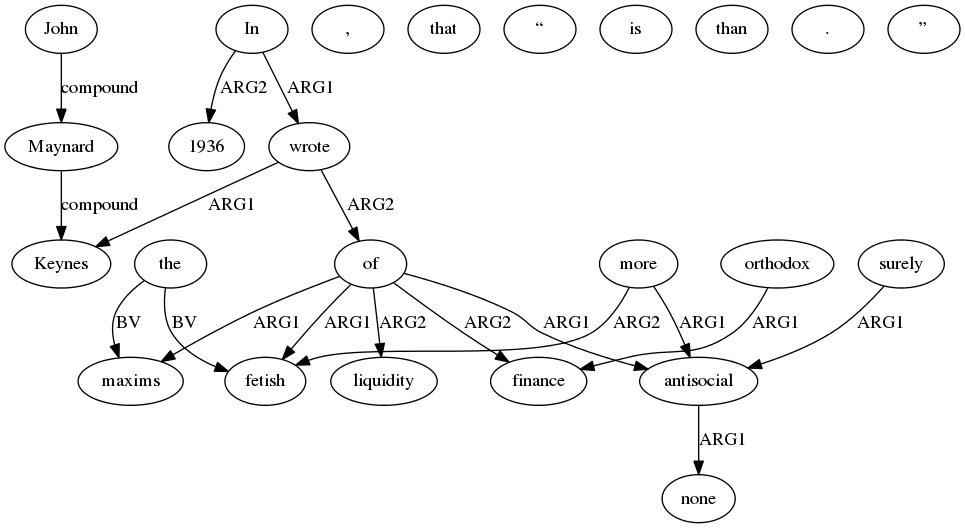 John In , that “ is than . ”
compound ARG2 ARG1
Maynard 1936 wrote
compound ARG1 ARG2
Keynes the of more orthodox surely
BV BV ARG1 ARG1 ARG2 ARG2 ARG1 ARG2 ARG1 ARG1 ARG1
maxims fetish liquidity finance antisocial
ARG1
none